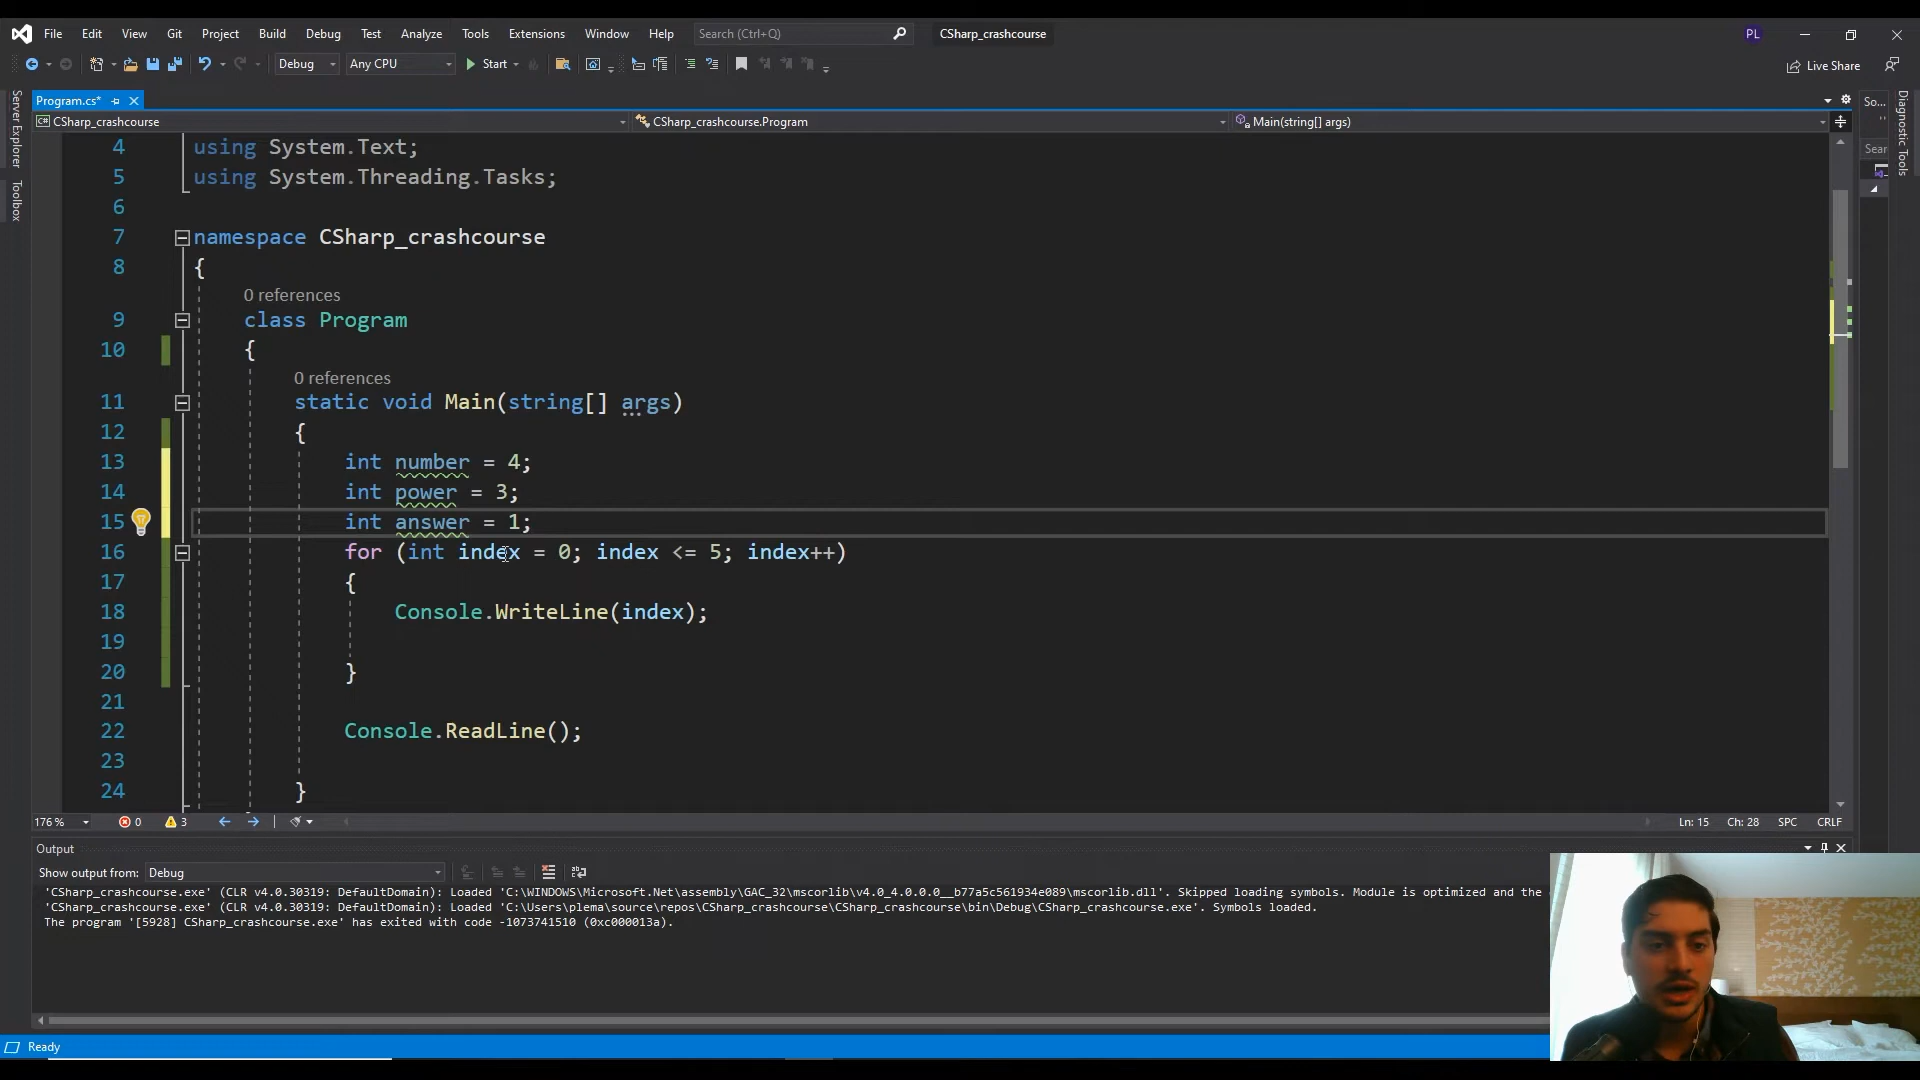 File Edit View Git Project Build Debug Test Analyze Tools Extensions Window Help Search (Ctrl+Q) CSharp_crashcourse PL
Debug Any CPU Start Live Share
Program.cs*
So...
C# CSharp_crashcourse CSharp_crashcourse.Program Main(string[] args)
Server Explorer
Toolbox
Sear
Diagnostic Tools
4 using System.Text;
5 using System.Threading.Tasks;
6
7 namespace CSharp_crashcourse
8 {
0 references
9 class Program
10 {
0 references
11 static void Main(string[] args)
12 {
13 int number = 4;
14 int power = 3;
15 int answer = 1;
16 for (int index = 0; index <= 5; index++)
17 {
18 Console.WriteLine(index);
19
20 }
21
22 Console.ReadLine();
23
24 }
176 % 0 3 Ln: 15 Ch: 28 SPC CRLF
Output
Show output from: Debug
'CSharp_crashcourse.exe' (CLR v4.0.30319: DefaultDomain): Loaded 'C:\WINDOWS\Microsoft.Net\assembly\GAC_32\mscorlib\v4.0_4.0.0.0__b77a5c561934e089\mscorlib.dll'. Skipped loading symbols. Module is optimized and the
'CSharp_crashcourse.exe' (CLR v4.0.30319: DefaultDomain): Loaded 'C:\Users\plema\source\repos\CSharp_crashcourse\CSharp_crashcourse\bin\Debug\CSharp_crashcourse.exe'. Symbols loaded.
The program '[5928] CSharp_crashcourse.exe' has exited with code -1073741510 (0xc000013a).
Ready